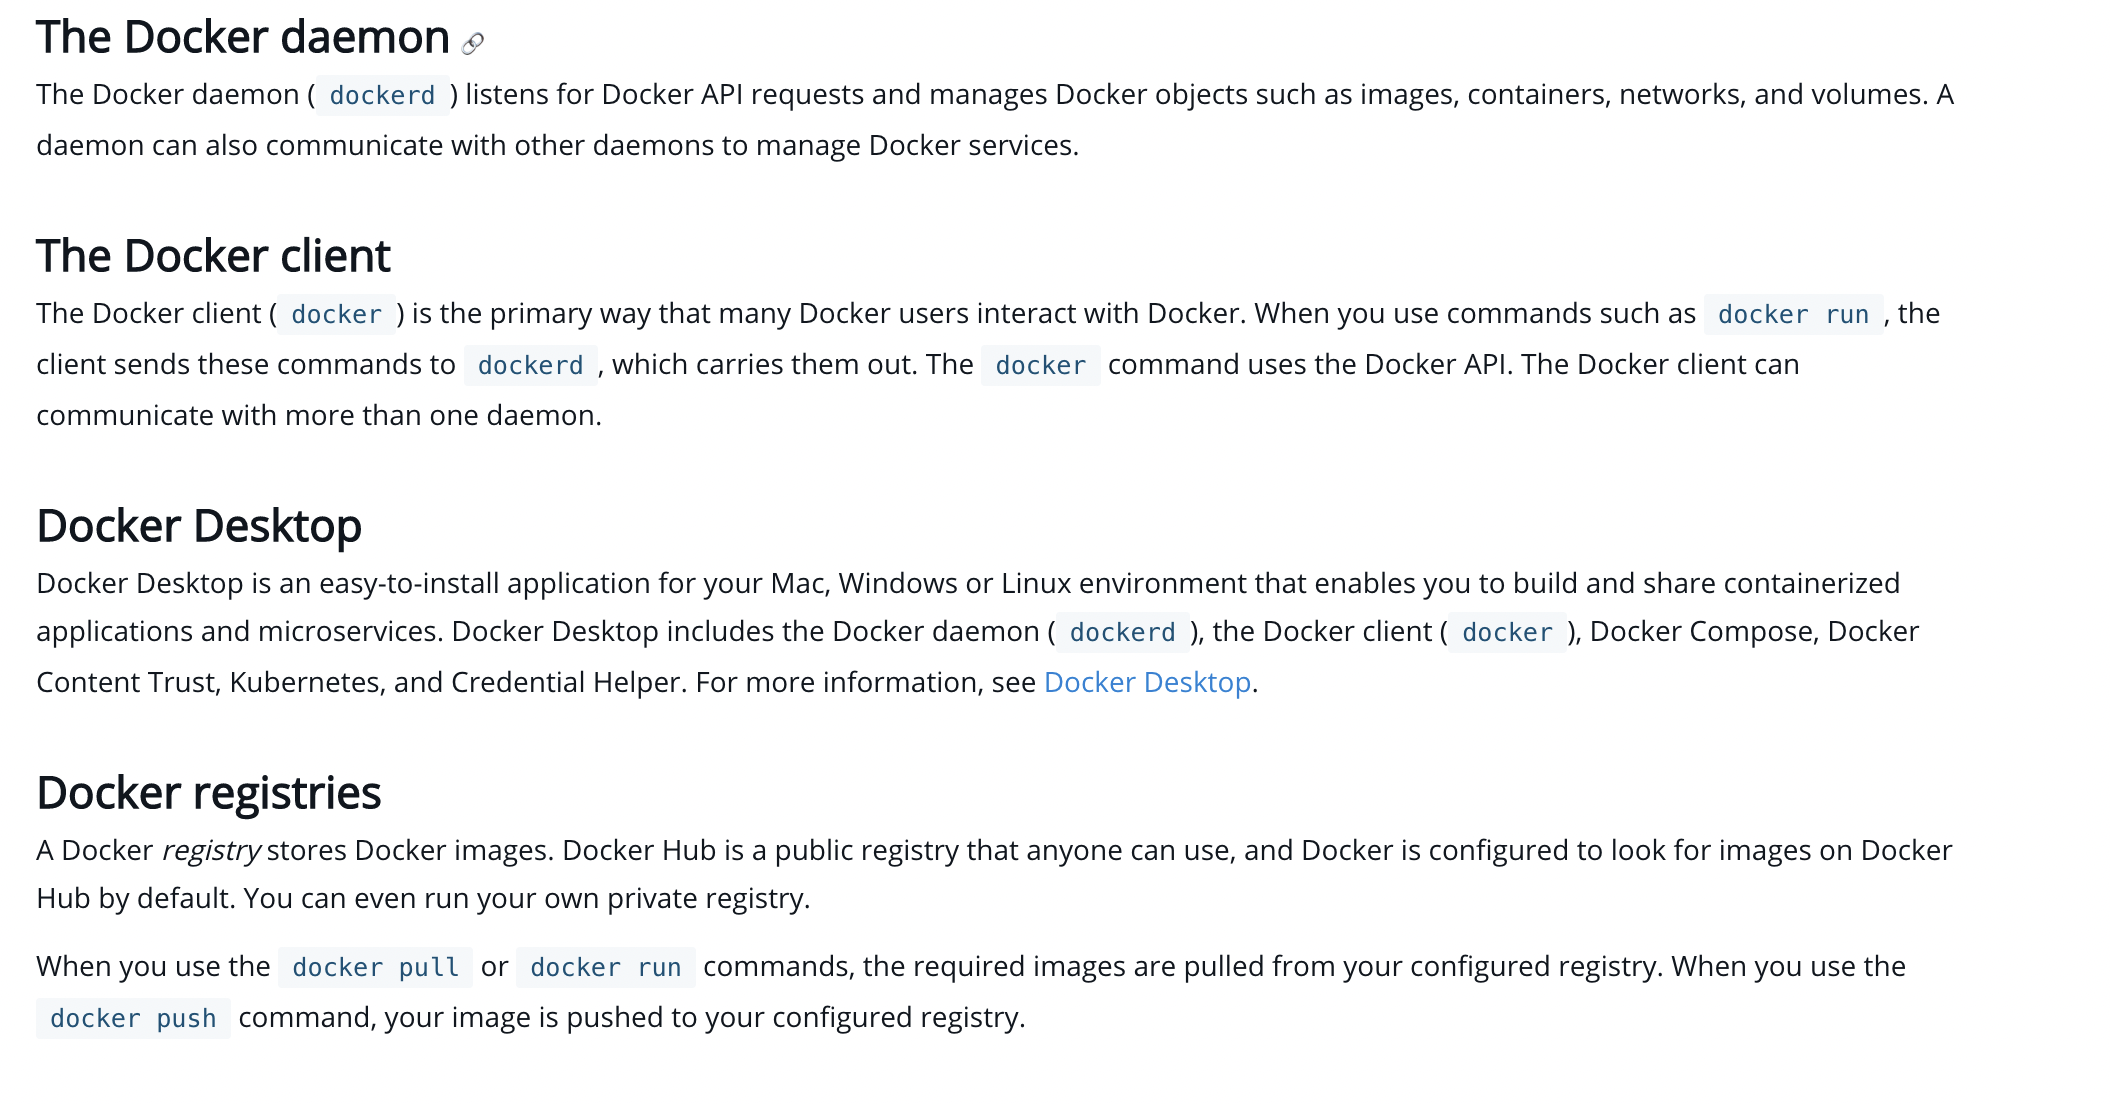 The Docker daemon
The Docker daemon ( dockerd ) listens for Docker API requests and manages Docker objects such as images, containers, networks, and volumes. A
daemon can also communicate with other daemons to manage Docker services.
The Docker client
The Docker client ( docker ) is the primary way that many Docker users interact with Docker. When you use commands such as docker run , the
client sends these commands to dockerd , which carries them out. The docker command uses the Docker API. The Docker client can
communicate with more than one daemon.
Docker Desktop
Docker Desktop is an easy-to-install application for your Mac, Windows or Linux environment that enables you to build and share containerized
applications and microservices. Docker Desktop includes the Docker daemon ( dockerd ), the Docker client ( docker ), Docker Compose, Docker
Content Trust, Kubernetes, and Credential Helper. For more information, see Docker Desktop.
Docker registries
A Docker registry stores Docker images. Docker Hub is a public registry that anyone can use, and Docker is configured to look for images on Docker
Hub by default. You can even run your own private registry.
When you use the docker pull or docker run commands, the required images are pulled from your configured registry. When you use the
docker push command, your image is pushed to your configured registry.